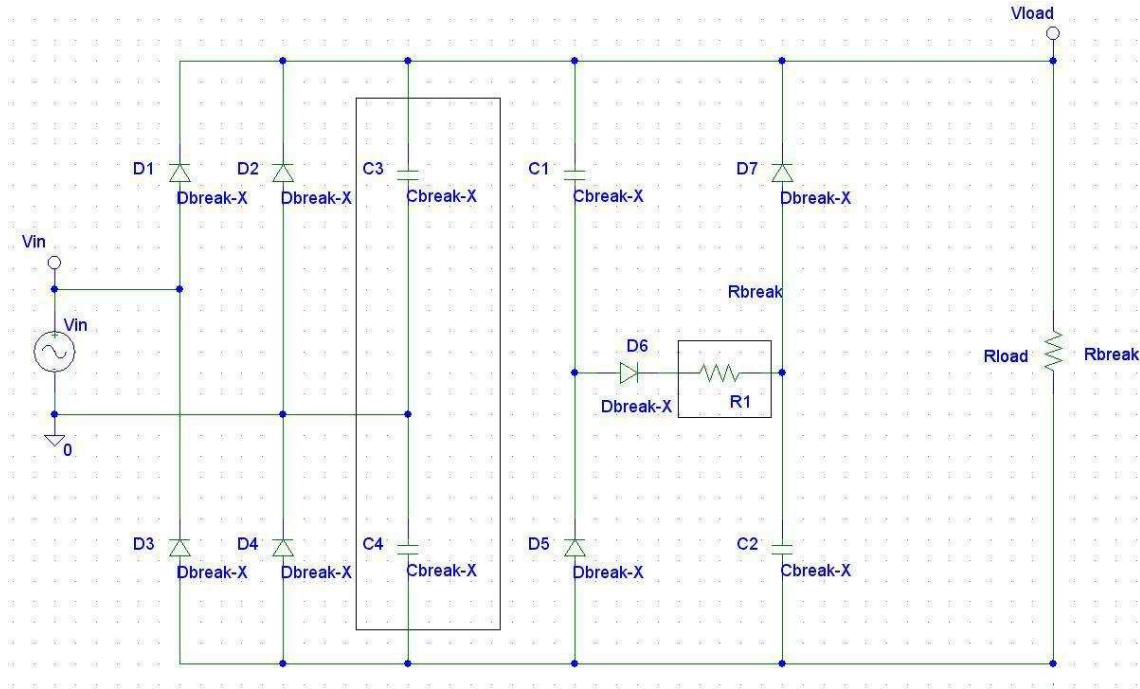 Vload
D1
Dbreak-X
D2
Dbreak-X
C3
Cbreak-X
C1
Cbreak-X
D7
Dbreak-X
Vin
Vin
Rbreak
D6
Dbreak-X
R1
Rload
Rbreak
0
D3
Dbreak-X
D4
Dbreak-X
C4
Cbreak-X
D5
Dbreak-X
C2
Cbreak-X